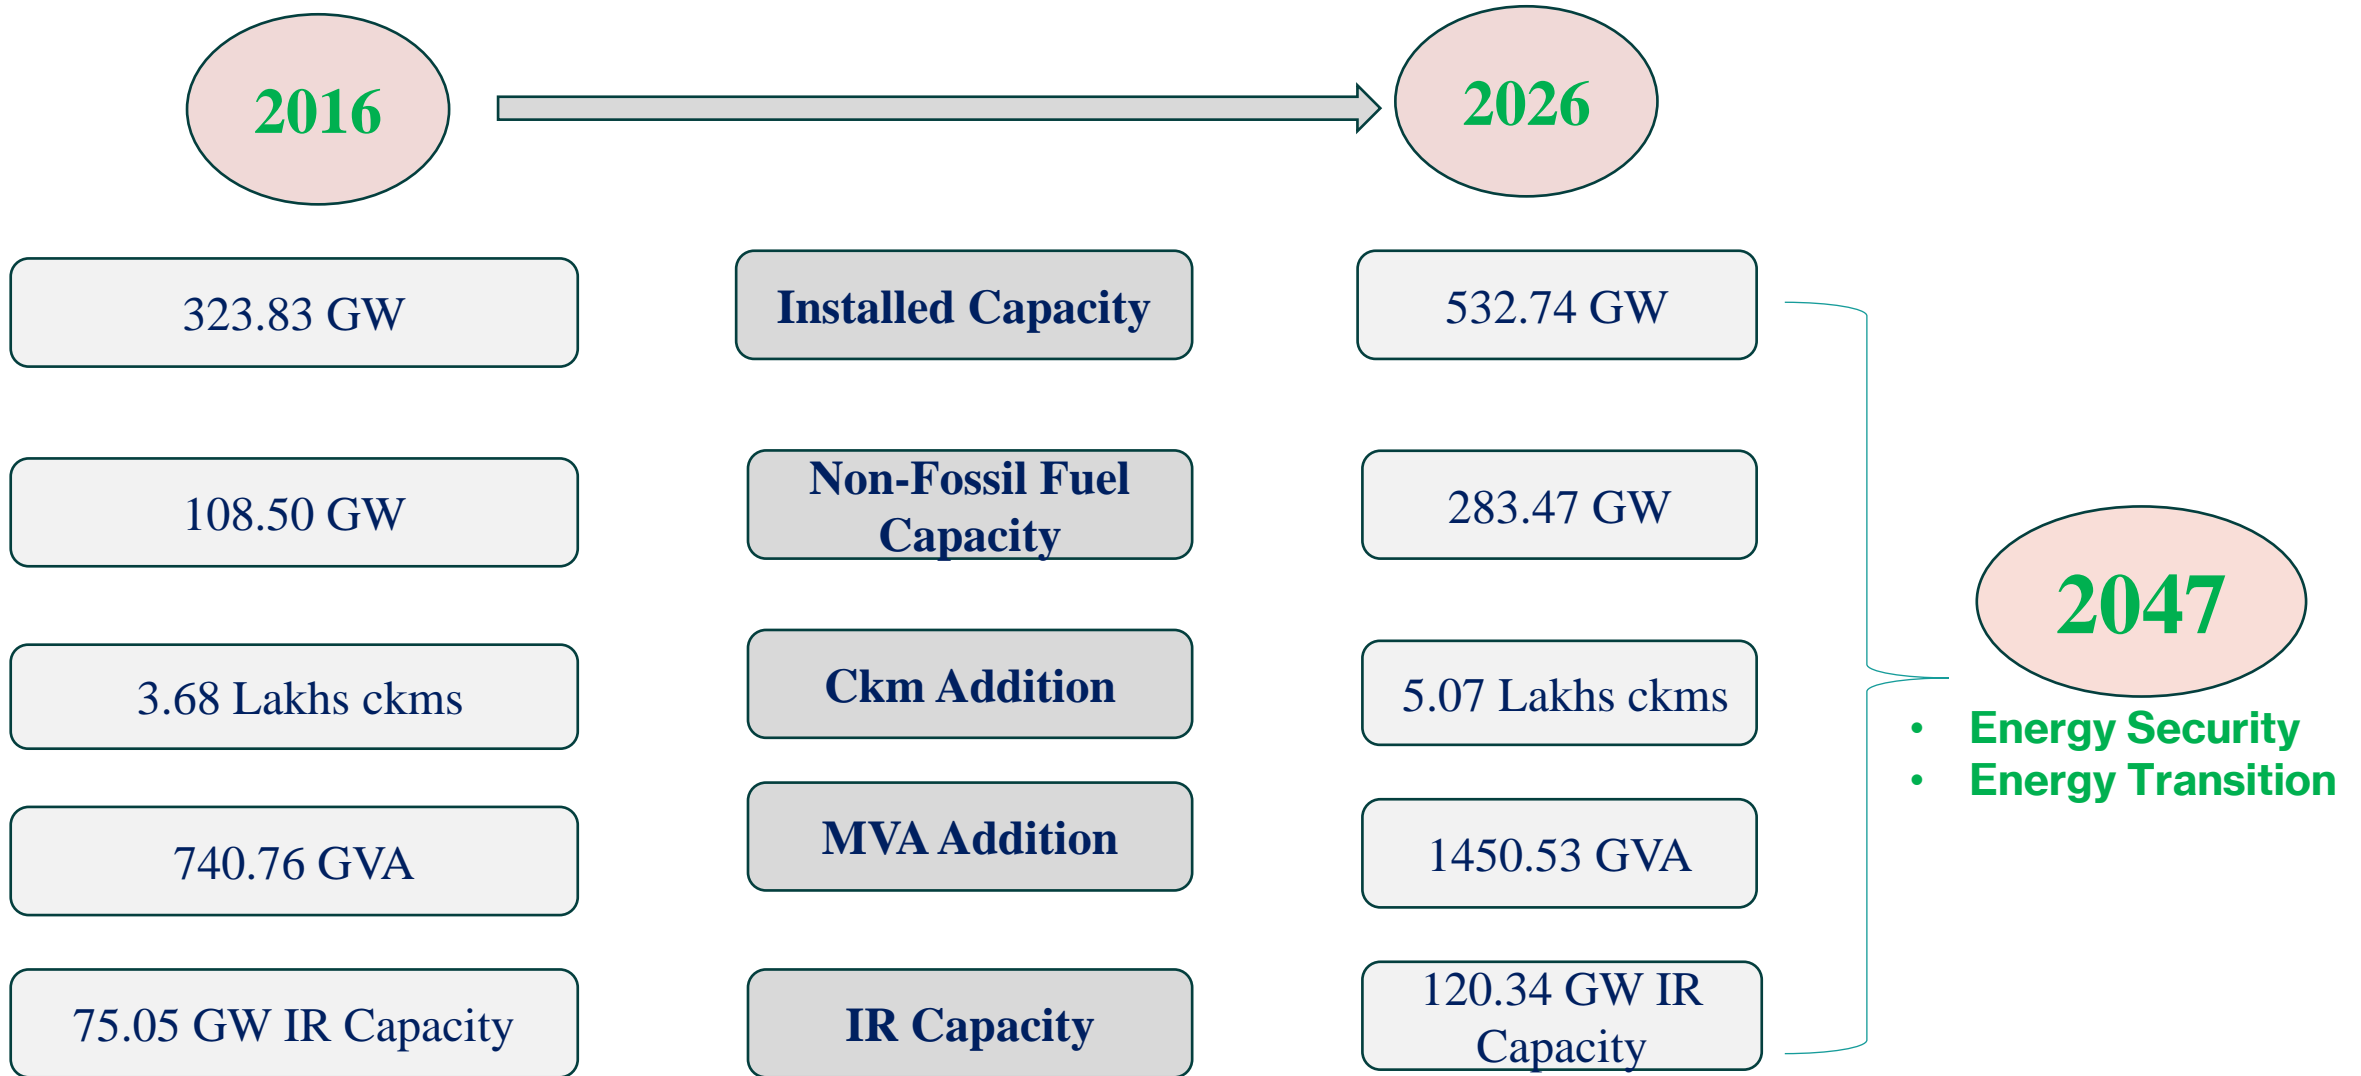 2016
2026
323.83 GW
Installed Capacity
532.74 GW
108.50 GW
Non-Fossil Fuel
Capacity
283.47 GW
3.68 Lakhs ckms
Ckm Addition
5.07 Lakhs ckms
740.76 GVA
MVA Addition
1450.53 GVA
75.05 GW IR Capacity
IR Capacity
120.34 GW IR
Capacity
2047
• Energy Security
• Energy Transition